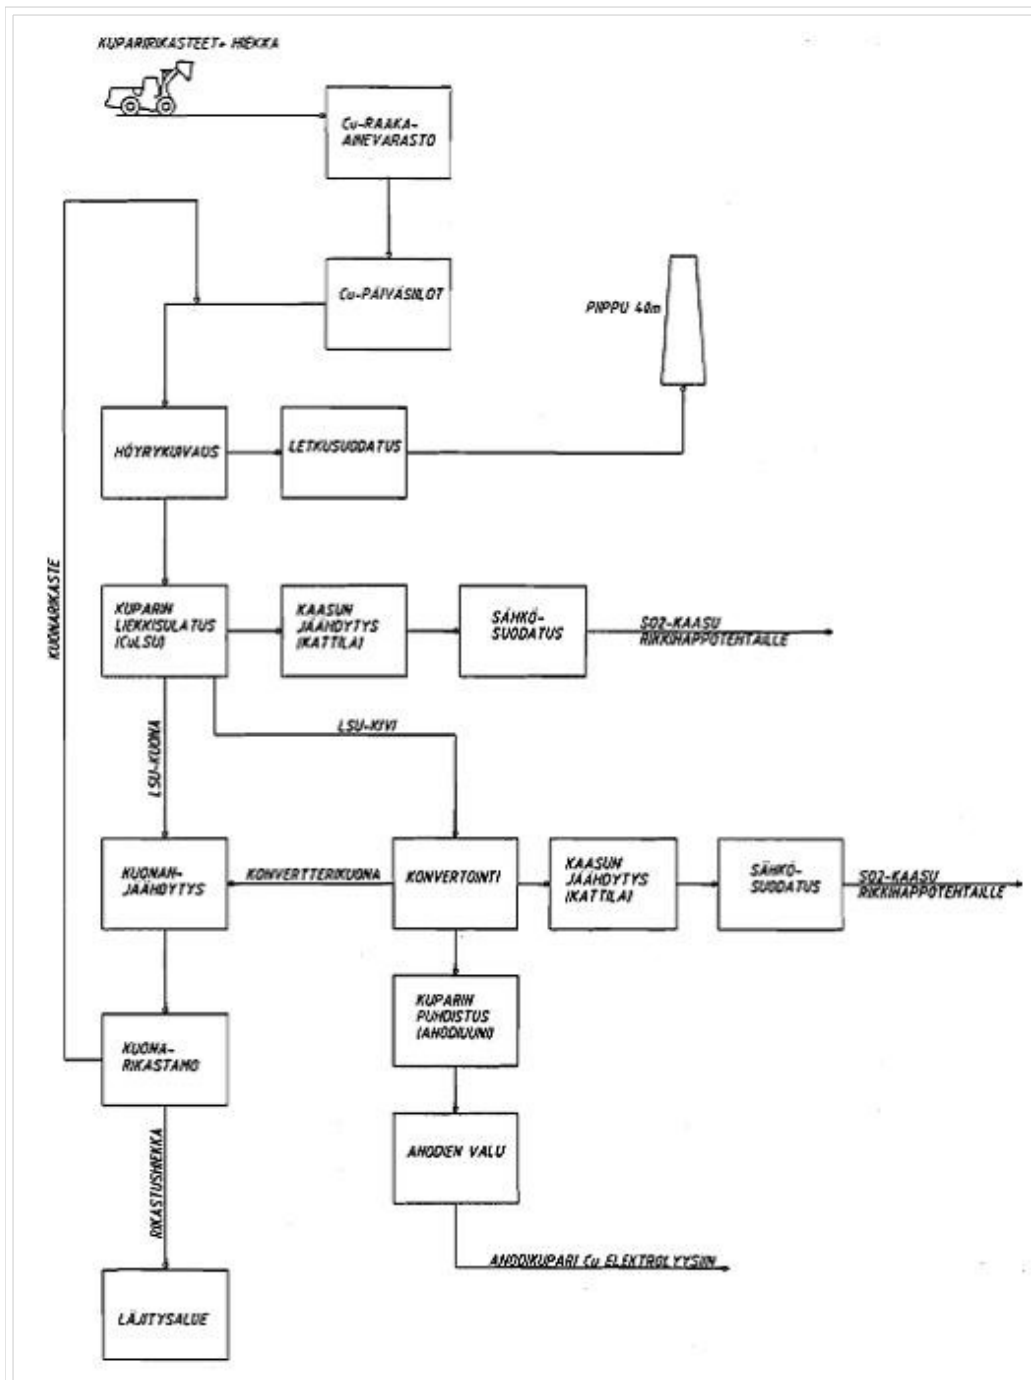 KUPARIRIKASTEET+ HIEKKA
Cu-RAAKA-
AINEVARASTO
Cu-PÄIVÄSIILOT
PIIPPU 40m
HÖYRYKUIVAUS
LETKUSUODATUS
KUONARIKASTE
KUPARIN
LIEKKISULATUS
(CuLSU)
KAASUN
JÄÄHDYTYS
(KATTILA)
SÄHKÖ-
SUODATUS
SO2-KAASU
RIKKIHAPPOTEHTAILLE
LSU-KUONA
LSU-KIVI
KUONAN-
JÄÄHDYTYS
KONVERTTERIKUONA
KONVERTOINTI
KAASUN
JÄÄHDYTYS
(KATTILA)
SÄHKÖ-
SUODATUS
SO2-KAASU
RIKKIHAPPOTEHTAILLE
KUPARIN
PUHDISTUS
(ANODIUUNI)
KUONA-
RIKASTAMO
ANODIEN VALU
RIKASTUSHIEKKA
ANODIKUPARI Cu ELEKTROLYYSIIN
LÄJITYSALUE